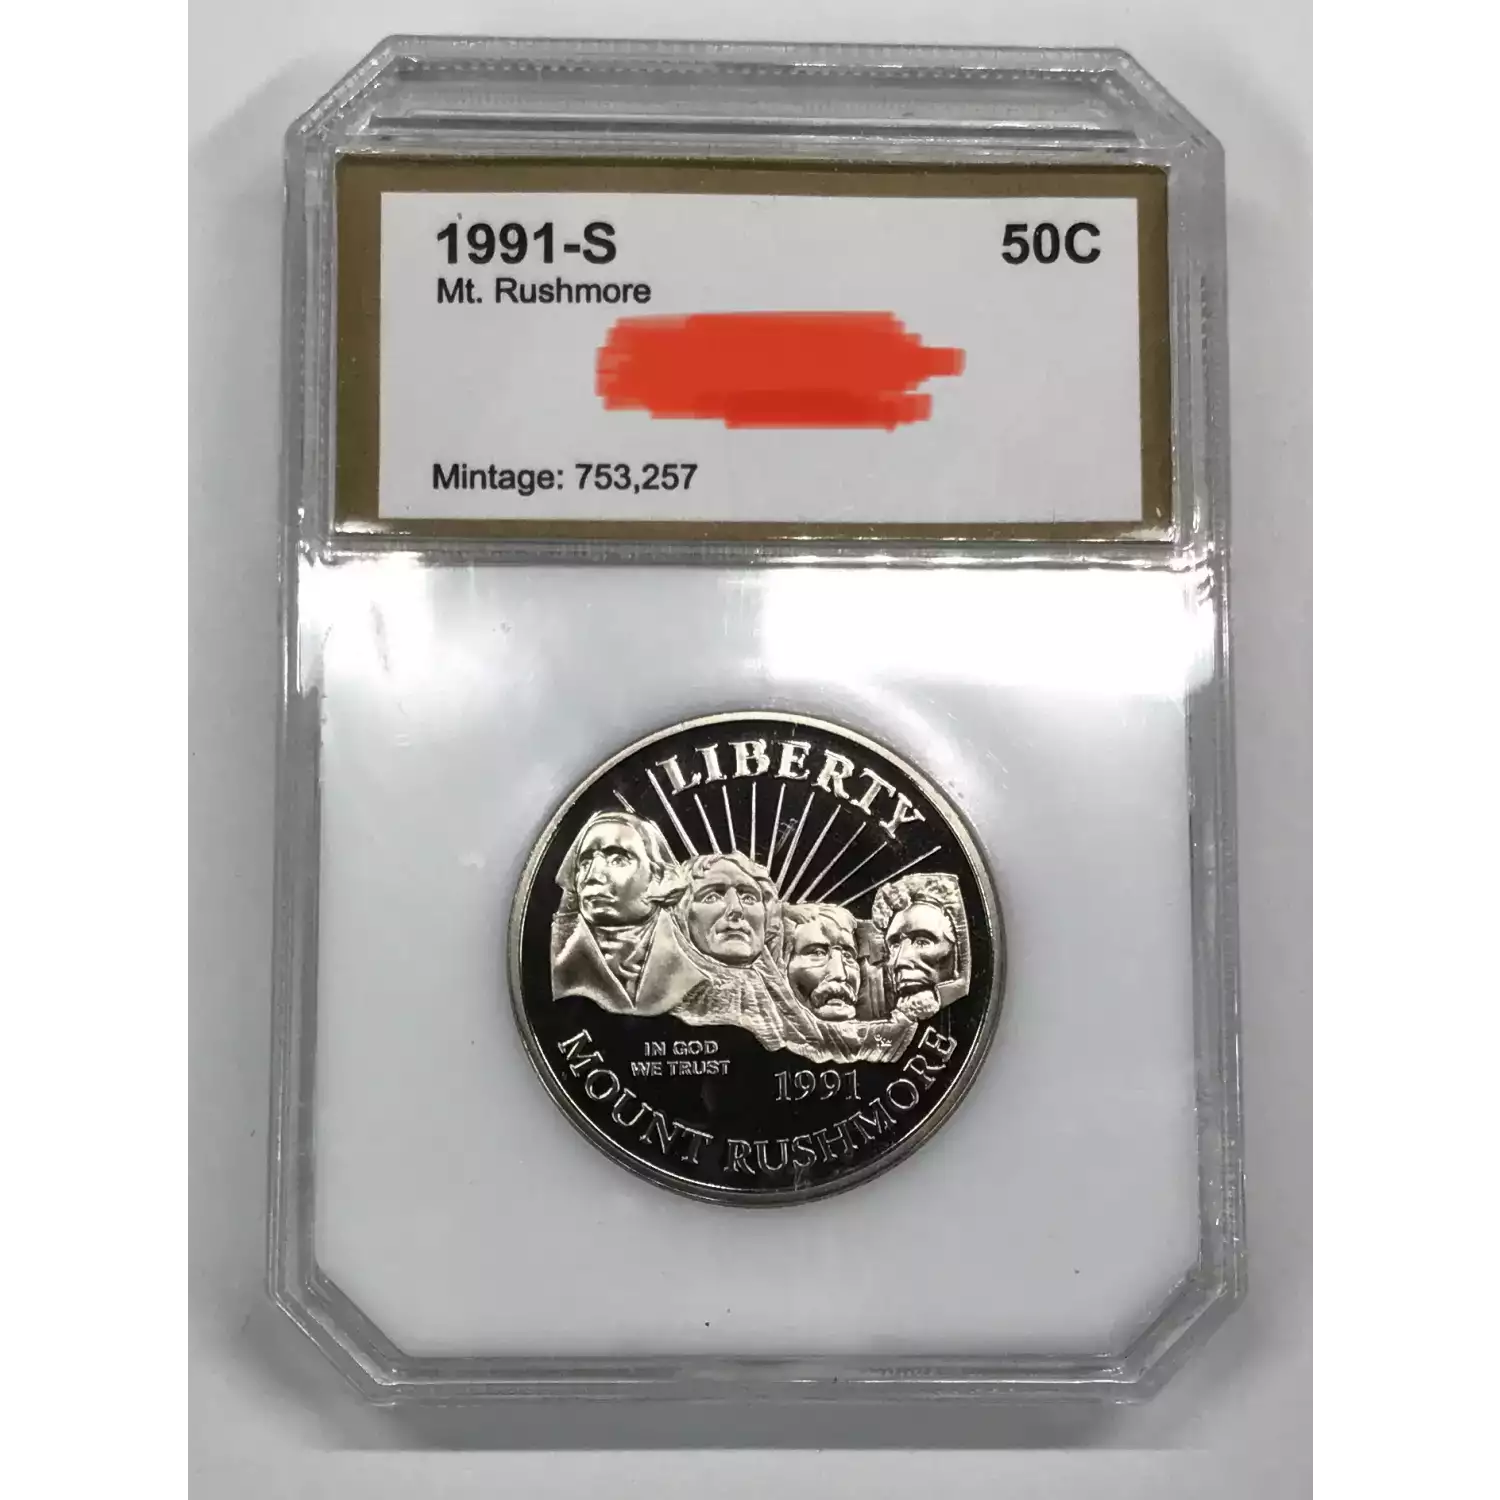 1991-S 50C
Mt. Rushmore
Mintage: 753,257
LIBERTY
IN GOD
WE TRUST
1991
MOUNT RUSHMORE